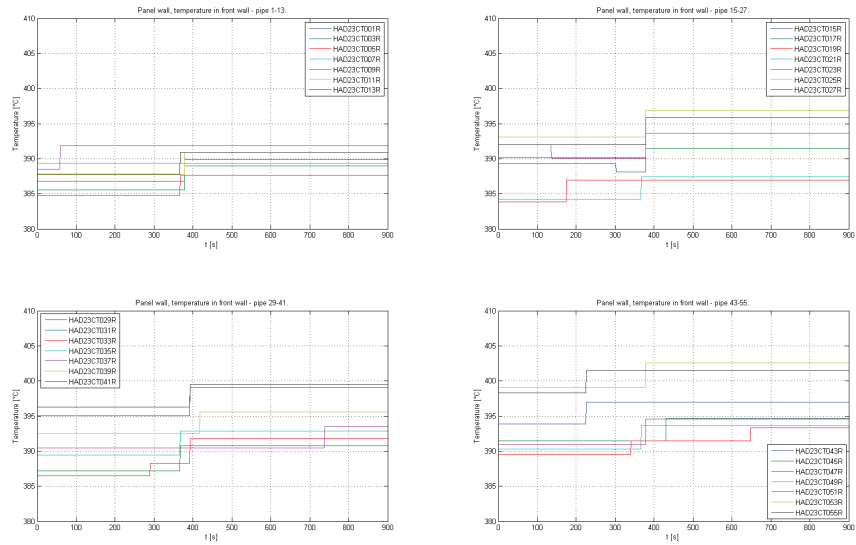 Panel wall, temperature in front wall - pipe 1-13.
410
405
400
395
390
385
380
Temperature [°C]
HAD23CT001R
HAD23CT003R
HAD23CT005R
HAD23CT007R
HAD23CT009R
HAD23CT011R
HAD23CT013R
0 100 200 300 400 500 600 700 800 900
t [s]
Panel wall, temperature in front wall - pipe 15-27.
410
405
400
395
390
385
380
Temperature [°C]
HAD23CT015R
HAD23CT017R
HAD23CT019R
HAD23CT021R
HAD23CT023R
HAD23CT025R
HAD23CT027R
0 100 200 300 400 500 600 700 800 900
t [s]
Panel wall, temperature in front wall - pipe 29-41.
410
405
400
395
390
385
380
Temperature [°C]
HAD23CT029R
HAD23CT031R
HAD23CT033R
HAD23CT035R
HAD23CT037R
HAD23CT039R
HAD23CT041R
0 100 200 300 400 500 600 700 800 900
t [s]
Panel wall, temperature in front wall - pipe 43-55.
410
405
400
395
390
385
380
Temperature [°C]
HAD23CT043R
HAD23CT045R
HAD23CT047R
HAD23CT049R
HAD23CT051R
HAD23CT053R
HAD23CT055R
0 100 200 300 400 500 600 700 800 900
t [s]